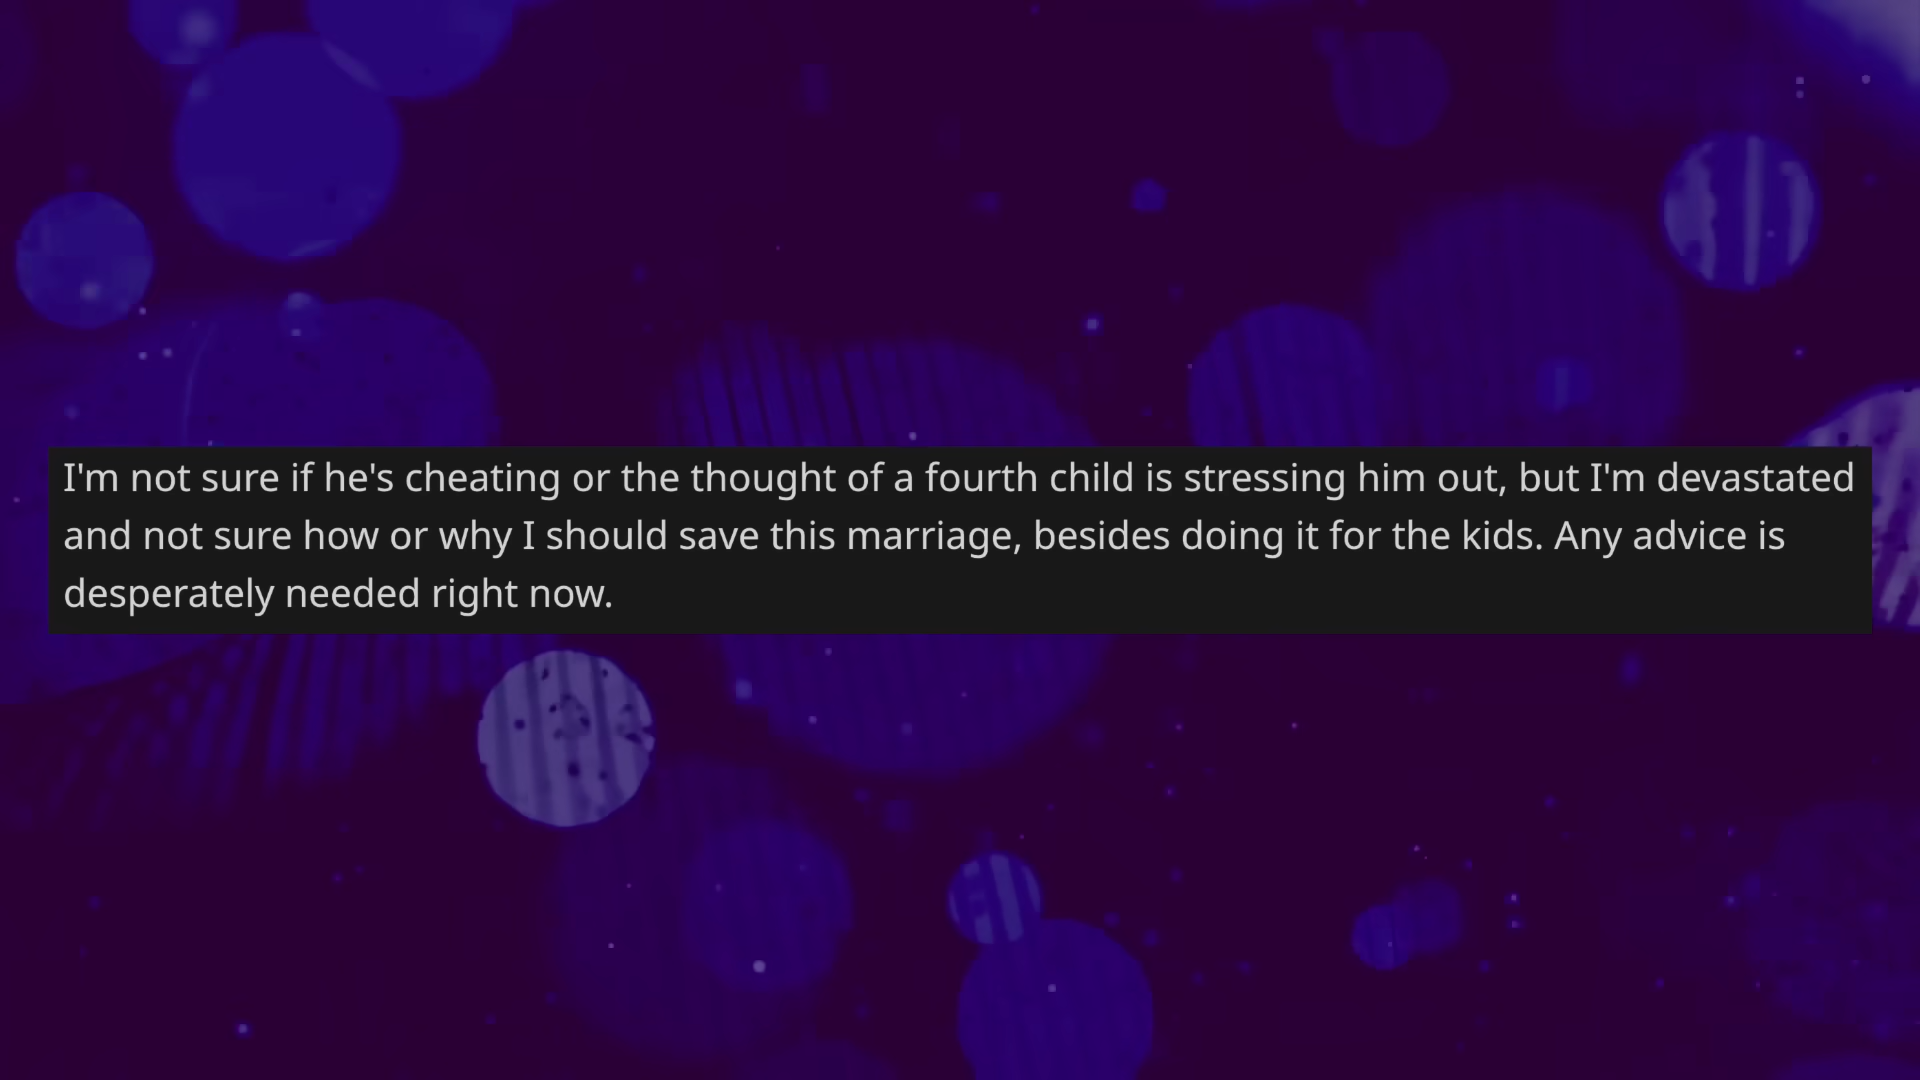 I'm not sure if he's cheating or the thought of a fourth child is stressing him out, but I'm devastated
and not sure how or why I should save this marriage, besides doing it for the kids. Any advice is
desperately needed right now.